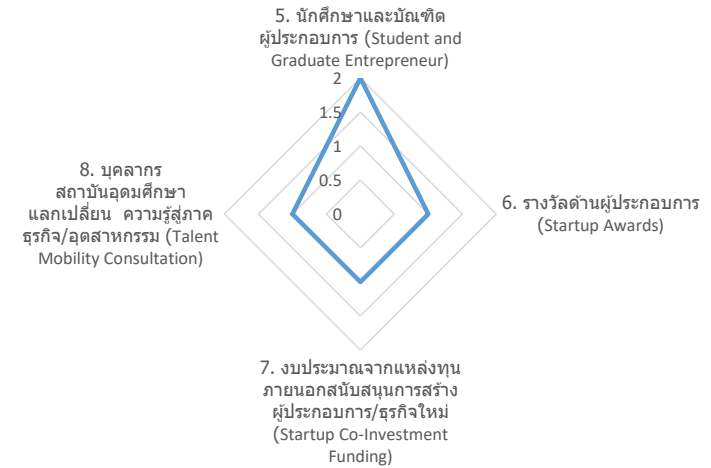 5. นักศึกษาและบัณฑิต
ผู้ประกอบการ (Student and
Graduate Entrepreneur)
2
1.5
1
0.5
0
8. บุคลากร
สถาบันอุดมศึกษา
แลกเปลี่ยน ความรู้สู่ภาค
ธุรกิจ/อุตสาหกรรม (Talent
Mobility Consultation)
6. รางวัลด้านผู้ประกอบการ
(Startup Awards)
7. งบประมาณจากแหล่งทุน
ภายนอกสนับสนุนการสร้าง
ผู้ประกอบการ/ธุรกิจใหม่
(Startup Co-Investment
Funding)